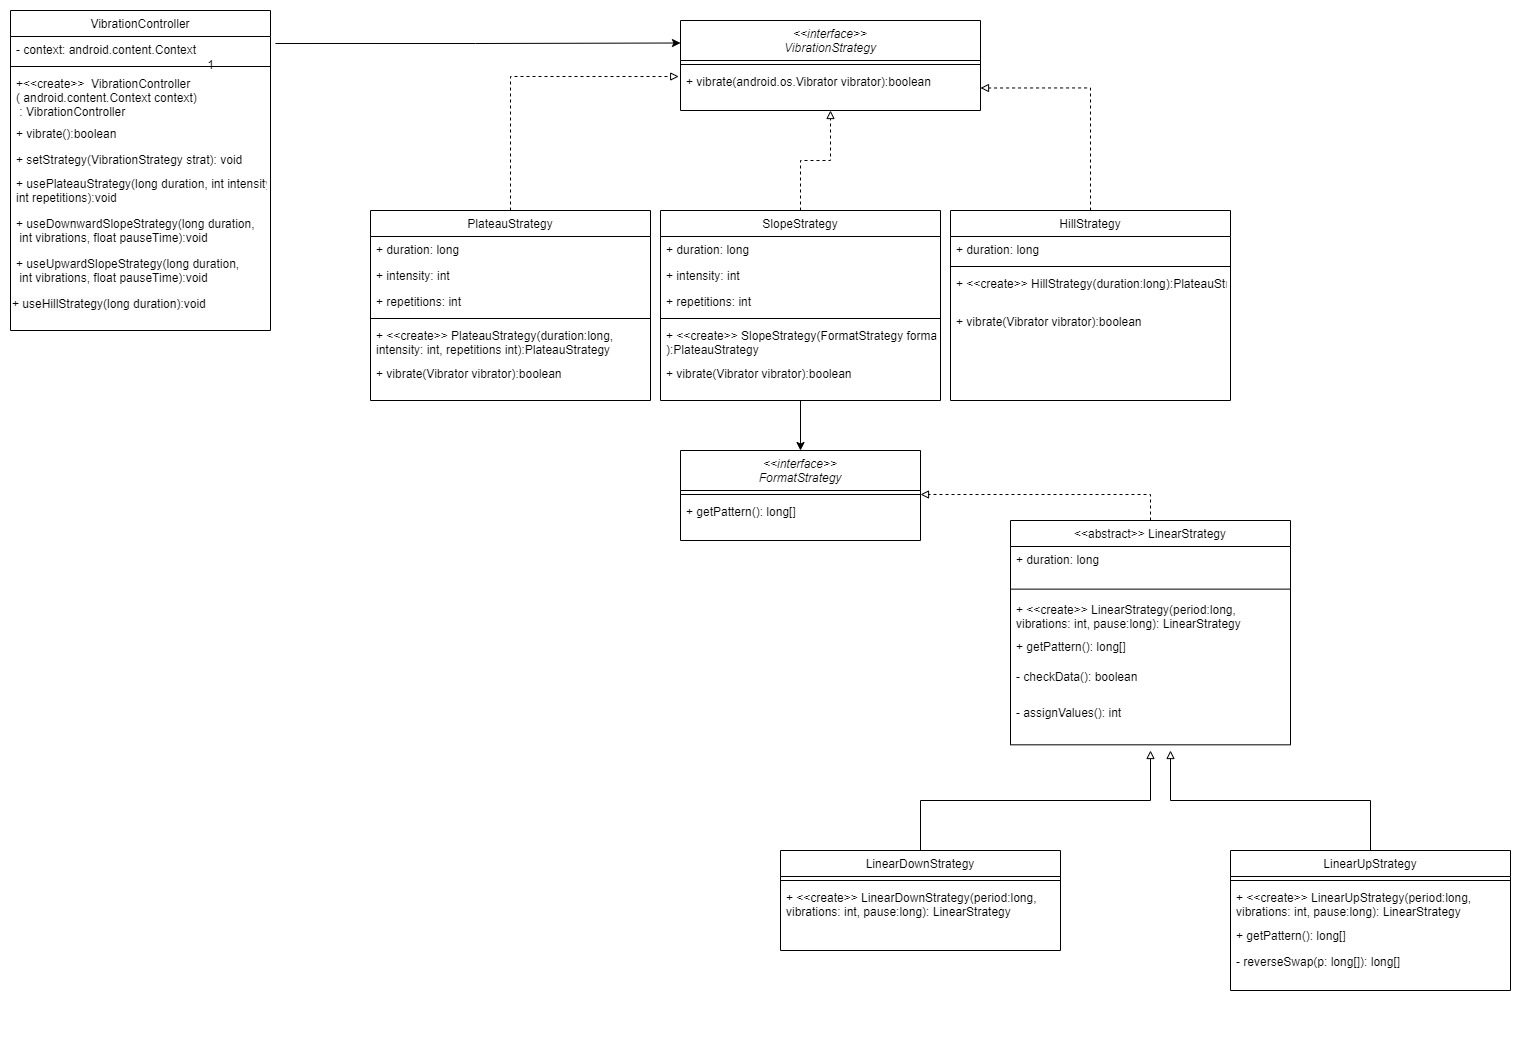 VibrationController
- context: android.content.Context
1
+<<create>>  VibrationController
( android.content.Context context)
: VibrationController
+ vibrate():boolean
+ setStrategy(VibrationStrategy strat): void
+ usePlateauStrategy(long duration, int intensit
int repetitions):void
+ useDownwardSlopeStrategy(long duration,
int vibrations, float pauseTime):void
+ useUpwardSlopeStrategy(long duration,
int vibrations, float pauseTime):void
+ useHillStrategy(long duration):void
<<interface>>
VibrationStrategy
+ vibrate(android.os.Vibrator vibrator):boolean
PlateauStrategy
+ duration: long
+ intensity: int
+ repetitions: int
+ <<create>> PlateauStrategy(duration:long,
intensity: int, repetitions int):PlateauStrategy
+ vibrate(Vibrator vibrator):boolean
SlopeStrategy
+ duration: long
+ intensity: int
+ repetitions: int
+ <<create>> SlopeStrategy(FormatStrategy forma
):PlateauStrategy
+ vibrate(Vibrator vibrator):boolean
HillStrategy
+ duration: long
+ <<create>> HillStrategy(duration:long):PlateauSt
+ vibrate(Vibrator vibrator):boolean
<<interface>>
FormatStrategy
+ getPattern(): long[]
<<abstract>> LinearStrategy
+ duration: long
+ <<create>> LinearStrategy(period:long,
vibrations: int, pause:long): LinearStrategy
+ getPattern(): long[]
- checkData(): boolean
- assignValues(): int
LinearDownStrategy
+ <<create>> LinearDownStrategy(period:long,
vibrations: int, pause:long): LinearStrategy
LinearUpStrategy
+ <<create>> LinearUpStrategy(period:long,
vibrations: int, pause:long): LinearStrategy
+ getPattern(): long[]
- reverseSwap(p: long[]): long[]